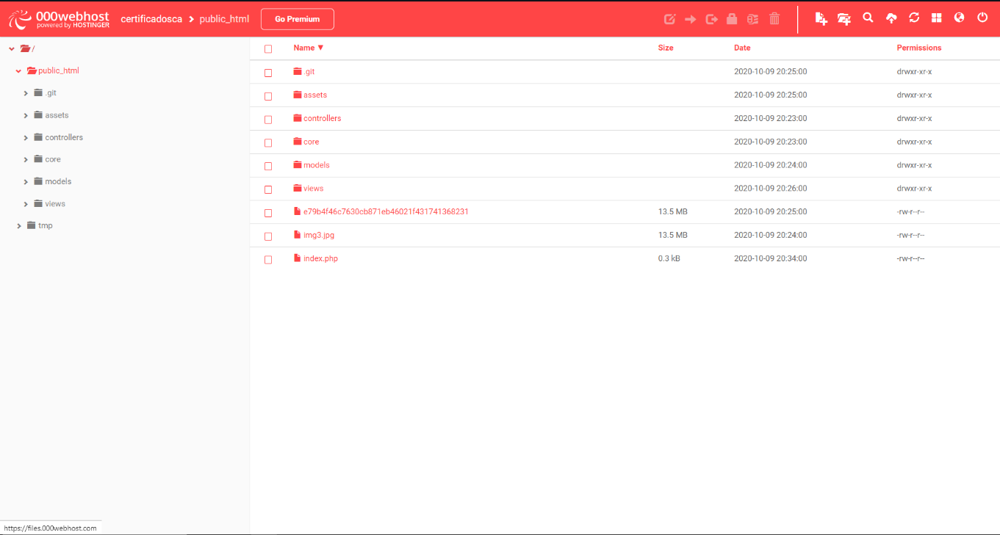 000webhost
powered by HOSTINGER
certificadosca > public_html
Go Premium
/
public_html
.git
assets
controllers
core
models
views
tmp
Name ▼ Size Date Permissions
.git 2020-10-09 20:25:00 drwxr-xr-x
assets 2020-10-09 20:25:00 drwxr-xr-x
controllers 2020-10-09 20:23:00 drwxr-xr-x
core 2020-10-09 20:23:00 drwxr-xr-x
models 2020-10-09 20:24:00 drwxr-xr-x
views 2020-10-09 20:26:00 drwxr-xr-x
e79b4f46c7630cb871eb46021f431741368231 13.5 MB 2020-10-09 20:25:00 -rw-r--r--
img3.jpg 13.5 MB 2020-10-09 20:24:00 -rw-r--r--
index.php 0.3 kB 2020-10-09 20:34:00 -rw-r--r--
https://files.000webhost.com